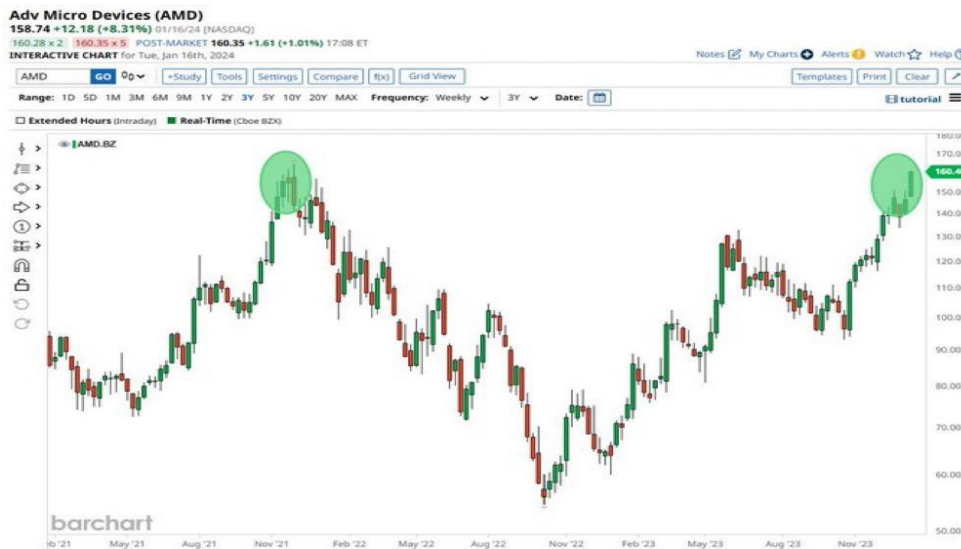 Adv Micro Devices (AMD)
158.74 +12.18 (+8.31%) 01/16/24 [NASDAQ]
160.28 x 2 160.35 x 5 POST-MARKET 160.35 +1.61 (+1.01%) 17:08 ET
INTERACTIVE CHART for Tue, Jan 16th, 2024
Notes My Charts Alerts Watch Help
AMD GO +Study Tools Settings Compare f(x) Grid View Templates Print Clear
Range: 1D 5D 1M 3M 6M 9M 1Y 2Y 3Y 5Y 10Y 20Y MAX Frequency: Weekly 3Y Date: tutorial
Extended Hours (Intraday) Real-Time (Cboe BZX)
AMD.BZ
180.0
170.0
160.4
150.0
140.0
130.0
120.0
110.0
100.0
90.00
80.00
70.00
60.00
50.00
barchart
May '21 Aug '21 Nov '21 Feb '22 May '22 Aug '22 Nov '22 Feb '23 May '23 Aug '23 Nov '23